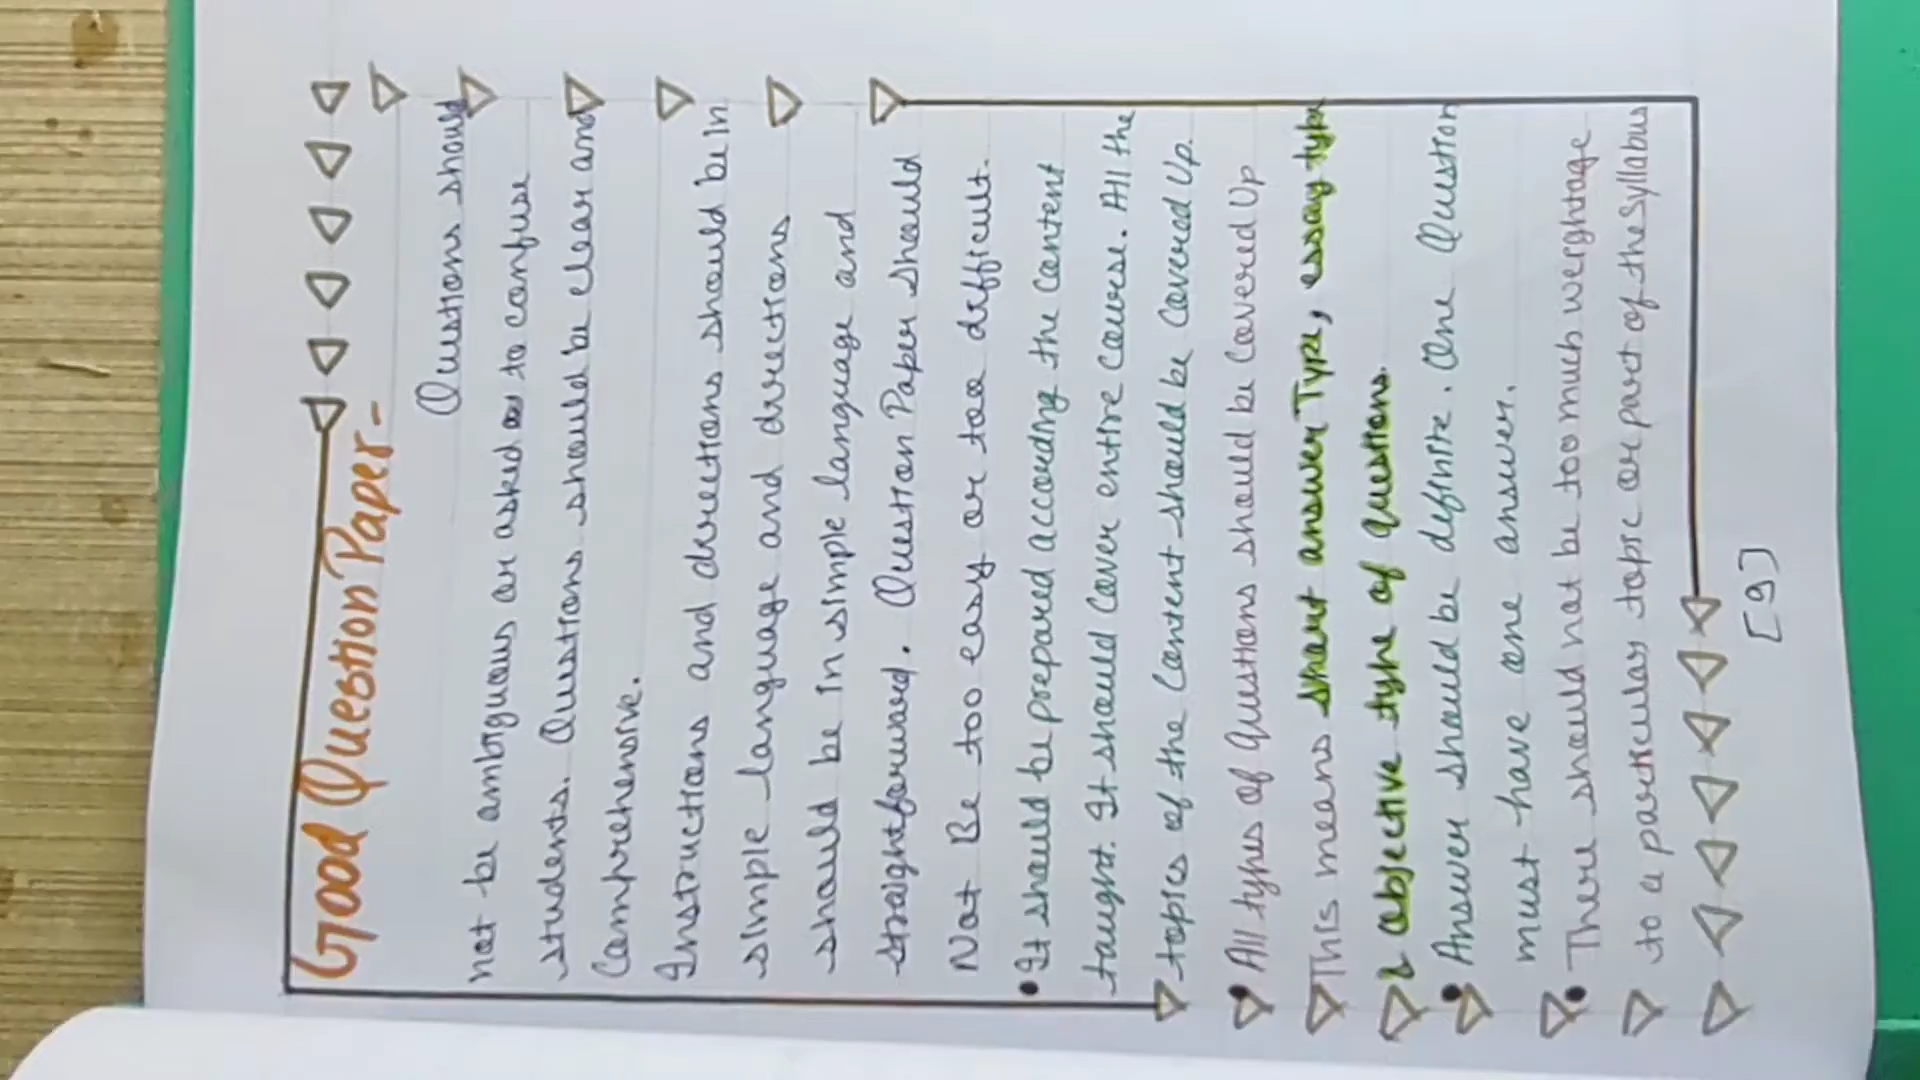 Good Question Paper-
Questions should
not be ambiguous or asked as to confuse
students. Questions should be clear and
Comprehensive.
Instructions and directions should be in
simple language and directions
should be in simple language and
straightforward. Question Paper should
Not Be too easy or too difficult.
• It should be prepared according the content
taught. It should cover entire course. All the
topics of the content should be covered up.
• All types of questions should be covered up
This means short answer Type, essay type
& objective type of questions.
• Answer should be definite. One Question
must have one answer.
• There should not be too much werghtage
to a particular topic or part of the syllabus
[9]